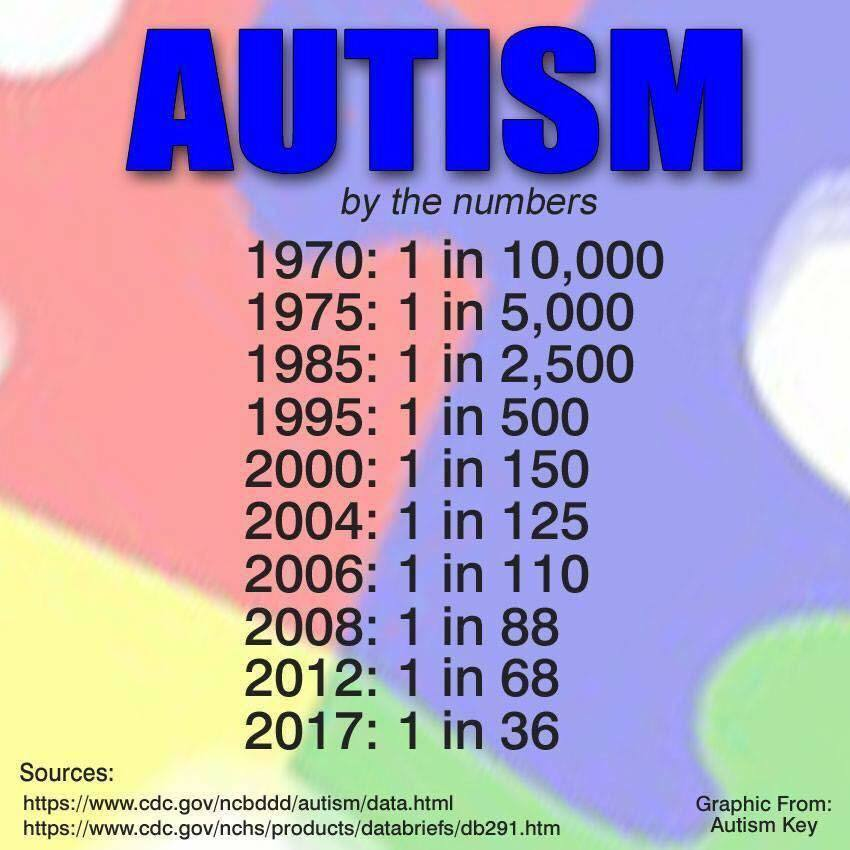 AUTISM
by the numbers
1970: 1 in 10,000
1975: 1 in 5,000
1985: 1 in 2,500
1995: 1 in 500
2000: 1 in 150
2004: 1 in 125
2006: 1 in 110
2008: 1 in 88
2012: 1 in 68
2017: 1 in 36
Sources:
https://www.cdc.gov/ncbddd/autism/data.html
https://www.cdc.gov/nchs/products/databriefs/db291.htm
Graphic From:
Autism Key